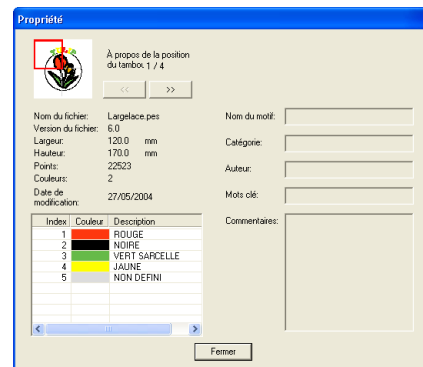 Propriété
À propos de la position
du tambou 1 / 4
<<
>>
Nom du fichier: Largelace.pes
Version du fichier: 6.0
Largeur: 120.0 mm
Hauteur: 170.0 mm
Points: 22523
Couleurs: 2
Date de
modification: 27/05/2004
Index Couleur Description
1 ROUGE
2 NOIRE
3 VERT SARCELLE
4 JAUNE
5 NON DEFINI
Nom du motif:
Catégorie:
Auteur:
Mots clé:
Commentaires:
Fermer